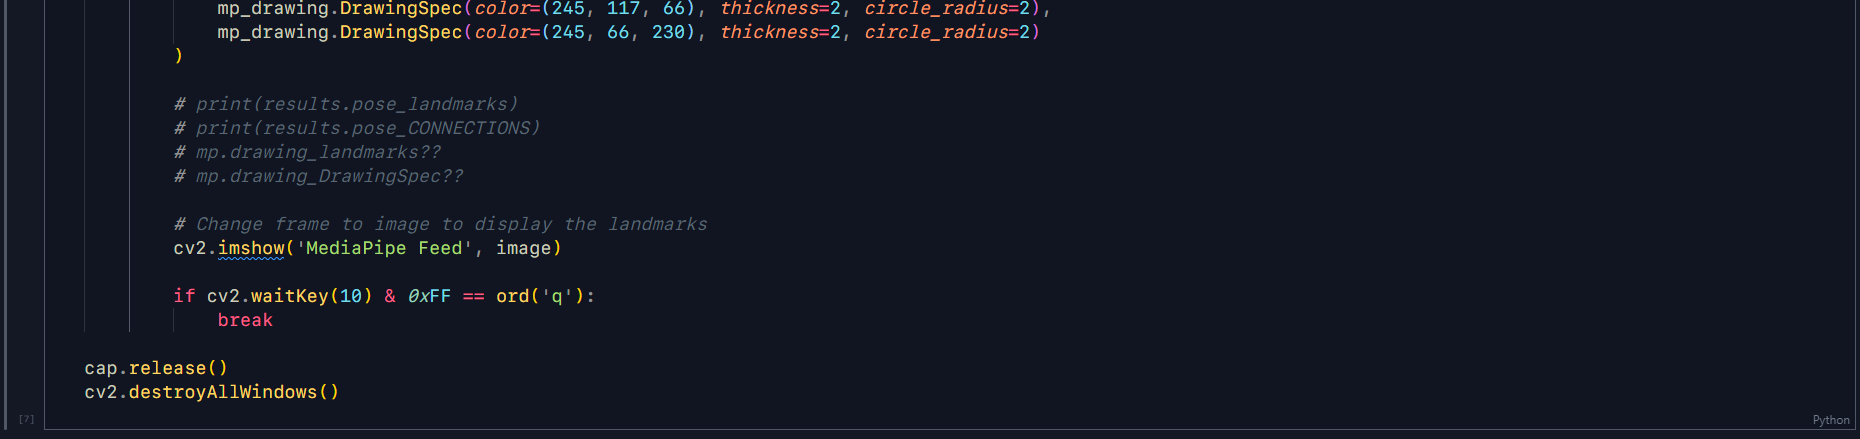 mp_drawing.DrawingSpec(color=(245, 117, 66), thickness=2, circle_radius=2),
mp_drawing.DrawingSpec(color=(245, 66, 230), thickness=2, circle_radius=2)
)
# print(results.pose_landmarks)
# print(results.pose_CONNECTIONS)
# mp.drawing_landmarks??
# mp.drawing_DrawingSpec??
# Change frame to image to display the landmarks
cv2.imshow('MediaPipe Feed', image)
if cv2.waitKey(10) & 0xFF == ord('q'):
break
cap.release()
cv2.destroyAllWindows()
[7]
Python